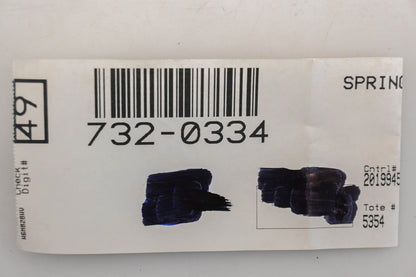 49
Check
Digit#
SPRING
732-0334
Cntrl#
2019945
Tote #
5354